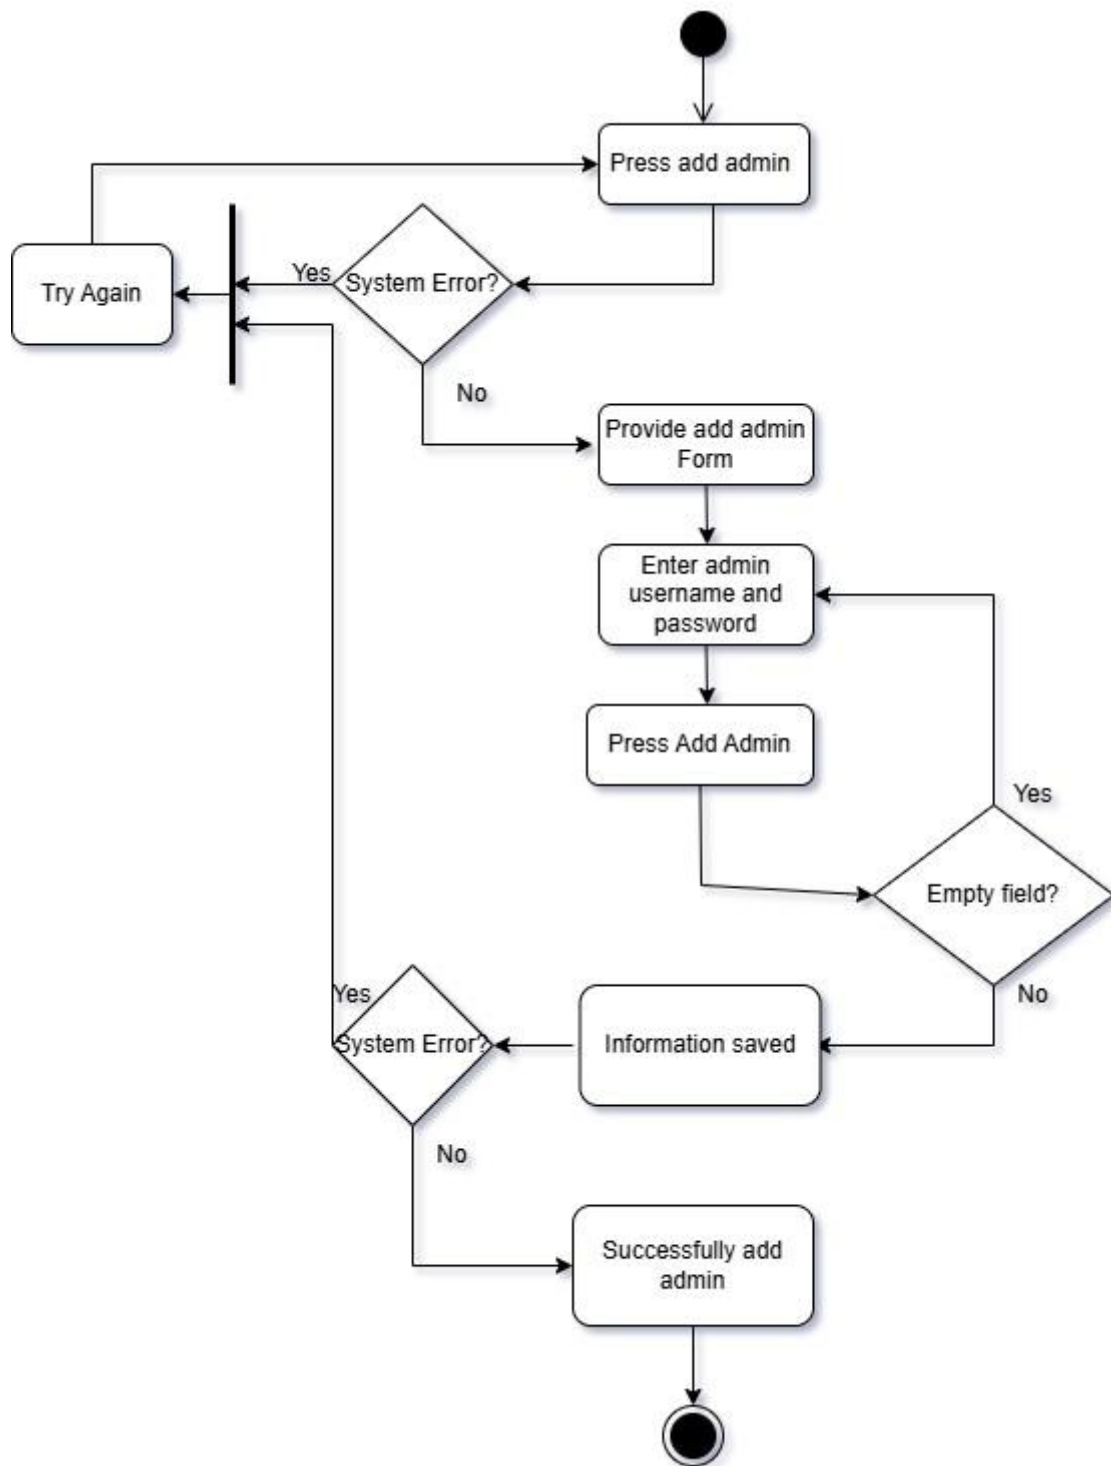 Press add admin
System Error?
Yes
Try Again
No
Provide add admin
Form
Enter admin
username and
password
Press Add Admin
Yes
Empty field?
No
Information saved
Yes
System Error?
No
Successfully add
admin